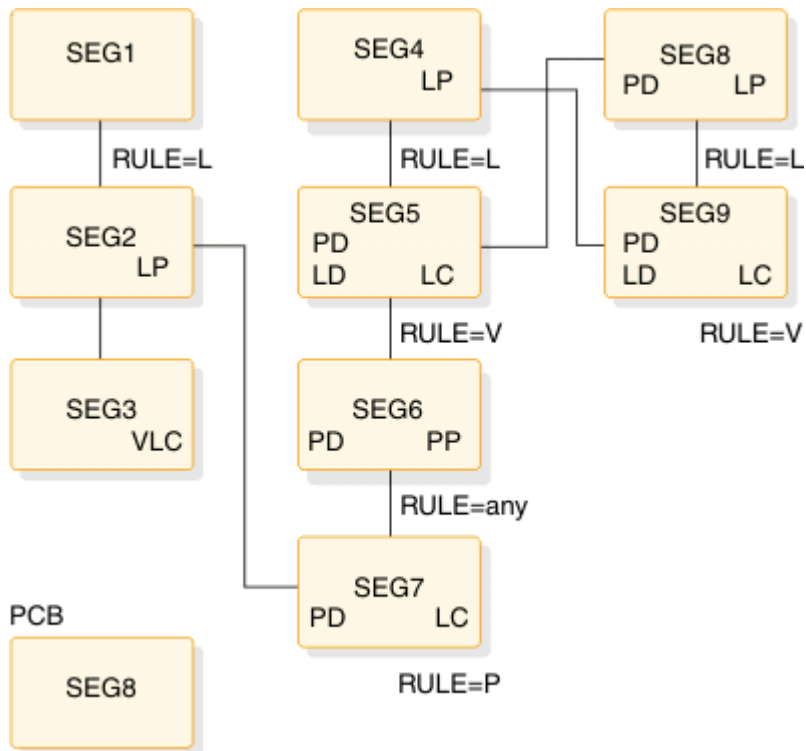 SEG1
RULE=L
SEG2
LP
SEG3
VLC
PCB
SEG8
SEG4
LP
RULE=L
SEG5
PD
LD LC
RULE=V
SEG6
PD PP
RULE=any
SEG7
PD LC
RULE=P
SEG8
PD LP
RULE=L
SEG9
PD
LD LC
RULE=V